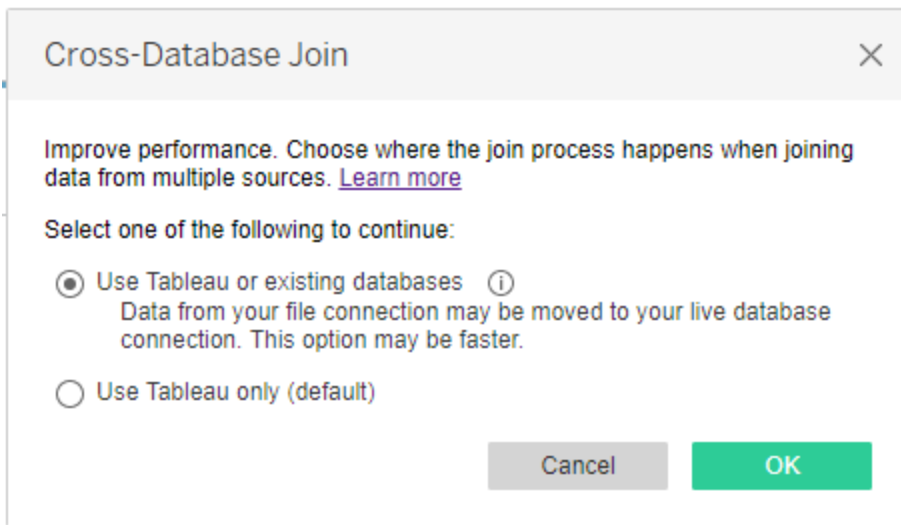 Cross-Database Join
Improve performance. Choose where the join process happens when joining
data from multiple sources. Learn more
Select one of the following to continue:
Use Tableau or existing databases
Data from your file connection may be moved to your live database
connection. This option may be faster.
Use Tableau only (default)
Cancel OK